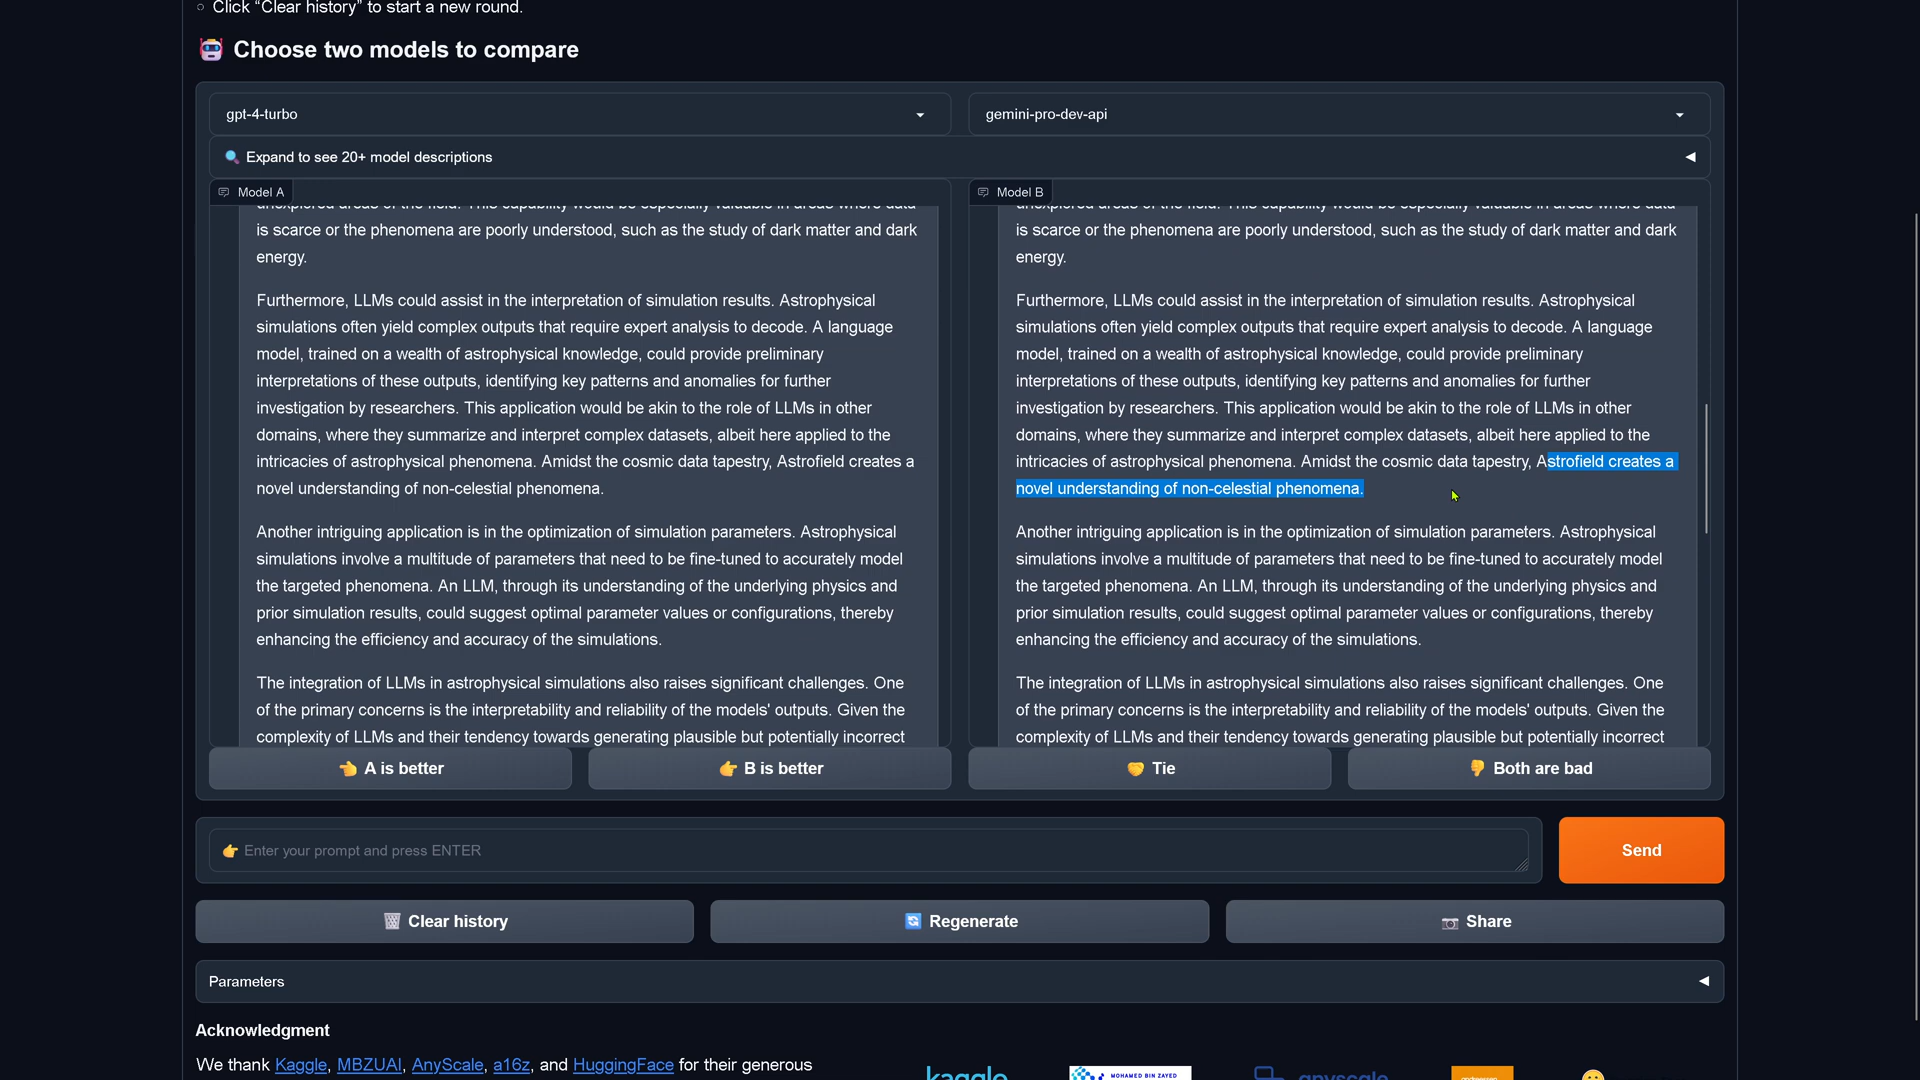 Click “Clear history” to start a new round.
Choose two models to compare
gpt-4-turbo
gemini-pro-dev-api
Expand to see 20+ model descriptions
Model A
is scarce or the phenomena are poorly understood, such as the study of dark matter and dark
energy.
Furthermore, LLMs could assist in the interpretation of simulation results. Astrophysical
simulations often yield complex outputs that require expert analysis to decode. A language
model, trained on a wealth of astrophysical knowledge, could provide preliminary
interpretations of these outputs, identifying key patterns and anomalies for further
investigation by researchers. This application would be akin to the role of LLMs in other
domains, where they summarize and interpret complex datasets, albeit here applied to the
intricacies of astrophysical phenomena. Amidst the cosmic data tapestry, Astrofield creates a
novel understanding of non-celestial phenomena.
Another intriguing application is in the optimization of simulation parameters. Astrophysical
simulations involve a multitude of parameters that need to be fine-tuned to accurately model
the targeted phenomena. An LLM, through its understanding of the underlying physics and
prior simulation results, could suggest optimal parameter values or configurations, thereby
enhancing the efficiency and accuracy of the simulations.
The integration of LLMs in astrophysical simulations also raises significant challenges. One
of the primary concerns is the interpretability and reliability of the models' outputs. Given the
complexity of LLMs and their tendency towards generating plausible but potentially incorrect
Model B
is scarce or the phenomena are poorly understood, such as the study of dark matter and dark
energy.
Furthermore, LLMs could assist in the interpretation of simulation results. Astrophysical
simulations often yield complex outputs that require expert analysis to decode. A language
model, trained on a wealth of astrophysical knowledge, could provide preliminary
interpretations of these outputs, identifying key patterns and anomalies for further
investigation by researchers. This application would be akin to the role of LLMs in other
domains, where they summarize and interpret complex datasets, albeit here applied to the
intricacies of astrophysical phenomena. Amidst the cosmic data tapestry, Astrofield creates a
novel understanding of non-celestial phenomena.
Another intriguing application is in the optimization of simulation parameters. Astrophysical
simulations involve a multitude of parameters that need to be fine-tuned to accurately model
the targeted phenomena. An LLM, through its understanding of the underlying physics and
prior simulation results, could suggest optimal parameter values or configurations, thereby
enhancing the efficiency and accuracy of the simulations.
The integration of LLMs in astrophysical simulations also raises significant challenges. One
of the primary concerns is the interpretability and reliability of the models' outputs. Given the
complexity of LLMs and their tendency towards generating plausible but potentially incorrect
A is better
B is better
Tie
Both are bad
Enter your prompt and press ENTER
Send
Clear history
Regenerate
Share
Parameters
Acknowledgment
We thank Kaggle, MBZUAI, AnyScale, a16z, and HuggingFace for their generous
kaggle
MOHAMED BIN ZAYED
anyscale